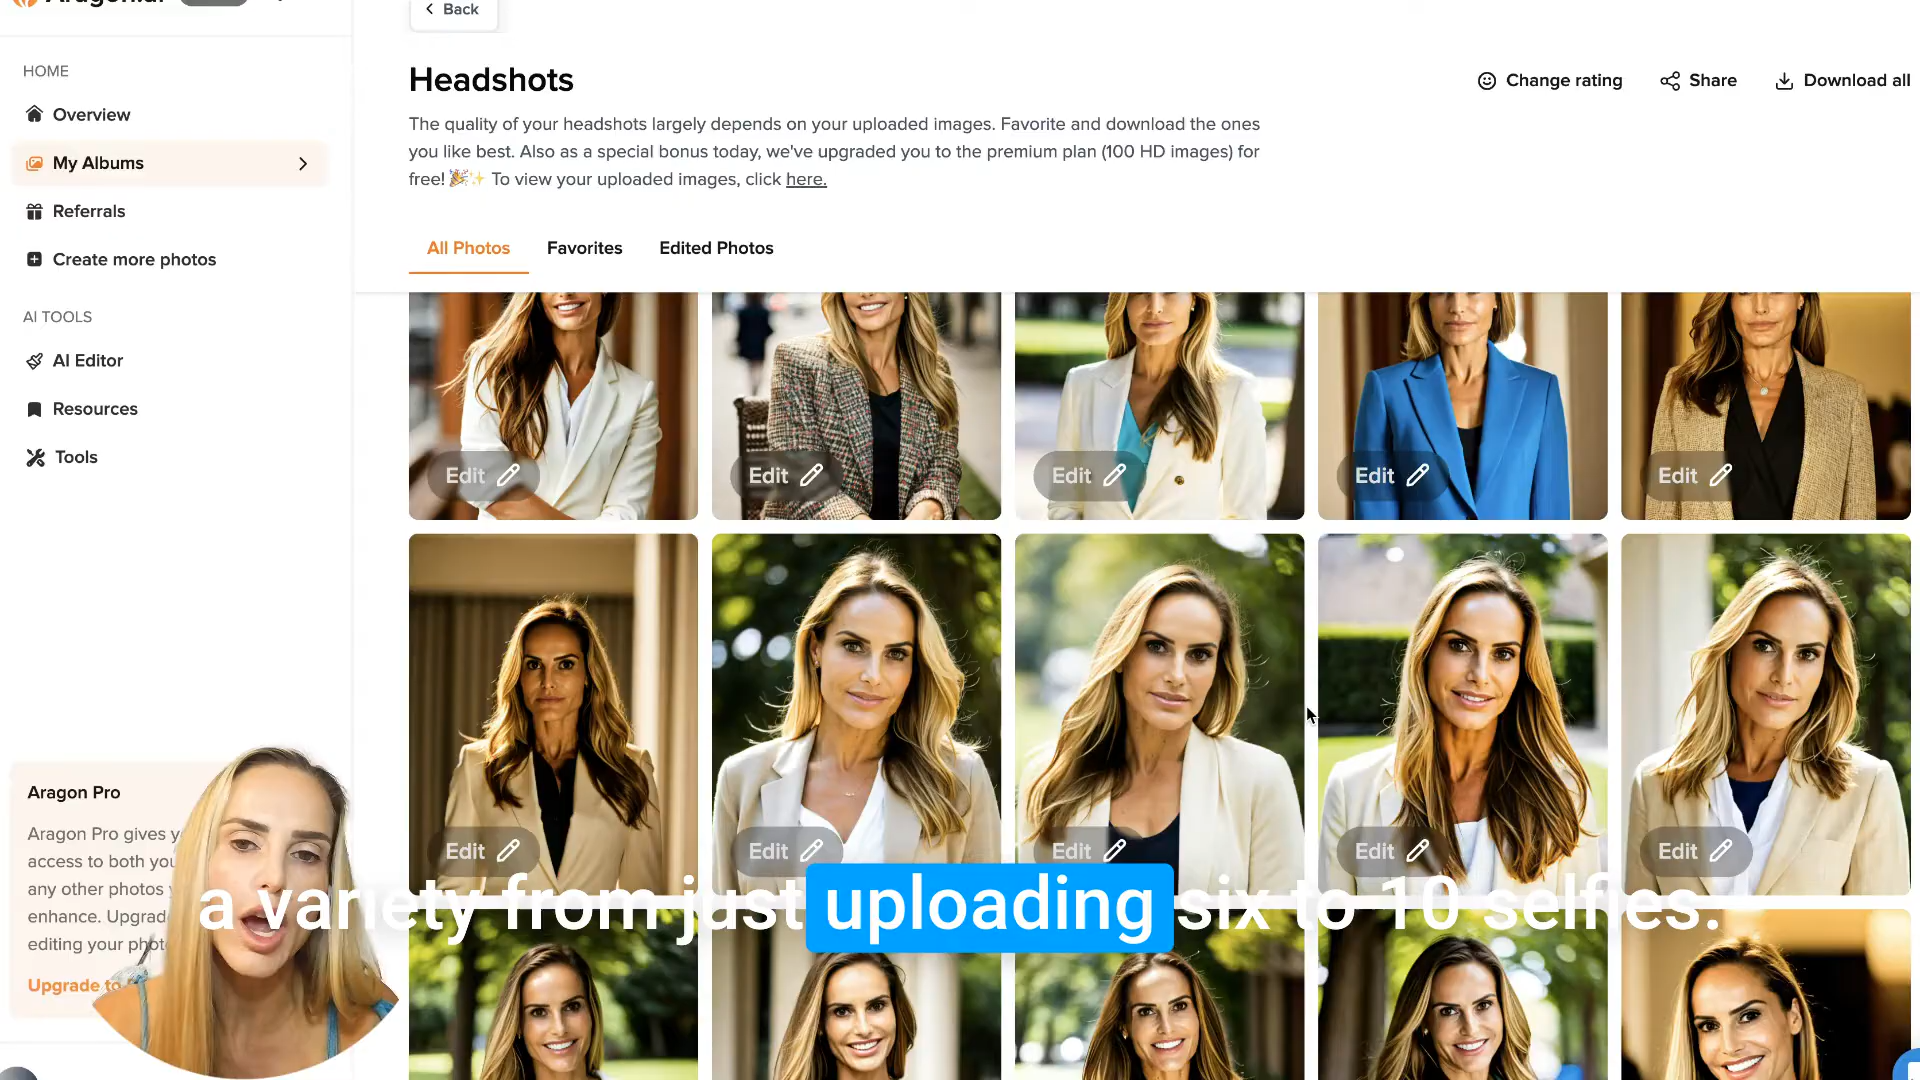 Back
HOME
Overview
My Albums
Referrals
Create more photos
AI TOOLS
AI Editor
Resources
Tools
Aragon Pro
Aragon Pro gives
access to both
any other photos
enhance.
editing your
Upgrade to
Headshots
Change rating
Share
Download all
The quality of your headshots largely depends on your uploaded images. Favorite and download the ones
you like best. Also as a special bonus today, we've upgraded you to the premium plan (100 HD images) for
free! 🎉✨ To view your uploaded images, click here.
All Photos
Favorites
Edited Photos
Edit
Edit
Edit
Edit
Edit
Edit
Edit
Edit
Edit
Edit
a variety from just uploading six to 10 selfies.